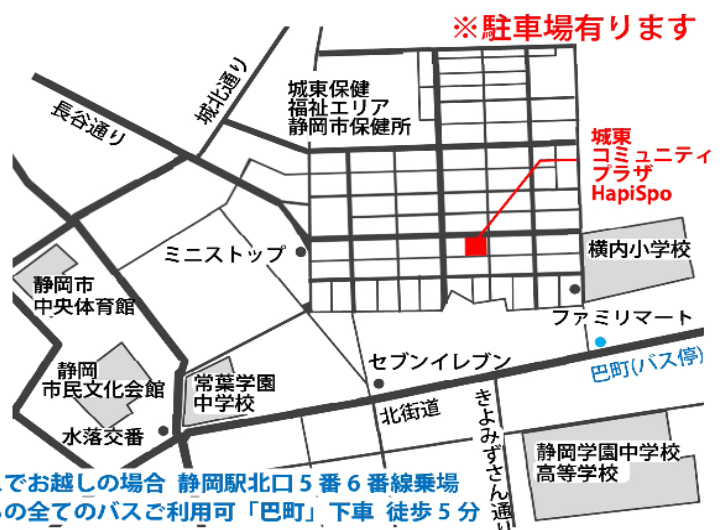 ※駐車場有ります
城北通り
長谷通り
城東保健
福祉エリア
静岡市保健所
城東
コミュニティ
プラザ
HapiSpo
ミニストップ
横内小学校
静岡市
中央体育館
ファミリマート
巴町(バス停)
静岡
市民文化会館
常葉学園
中学校
セブンイレブン
北街道
きよみずさん通り
水落交番
静岡学園中学校
高等学校
でお越しの場合 静岡駅北口5番6番線乗場
の全てのバスご利用可「巴町」下車 徒歩5分